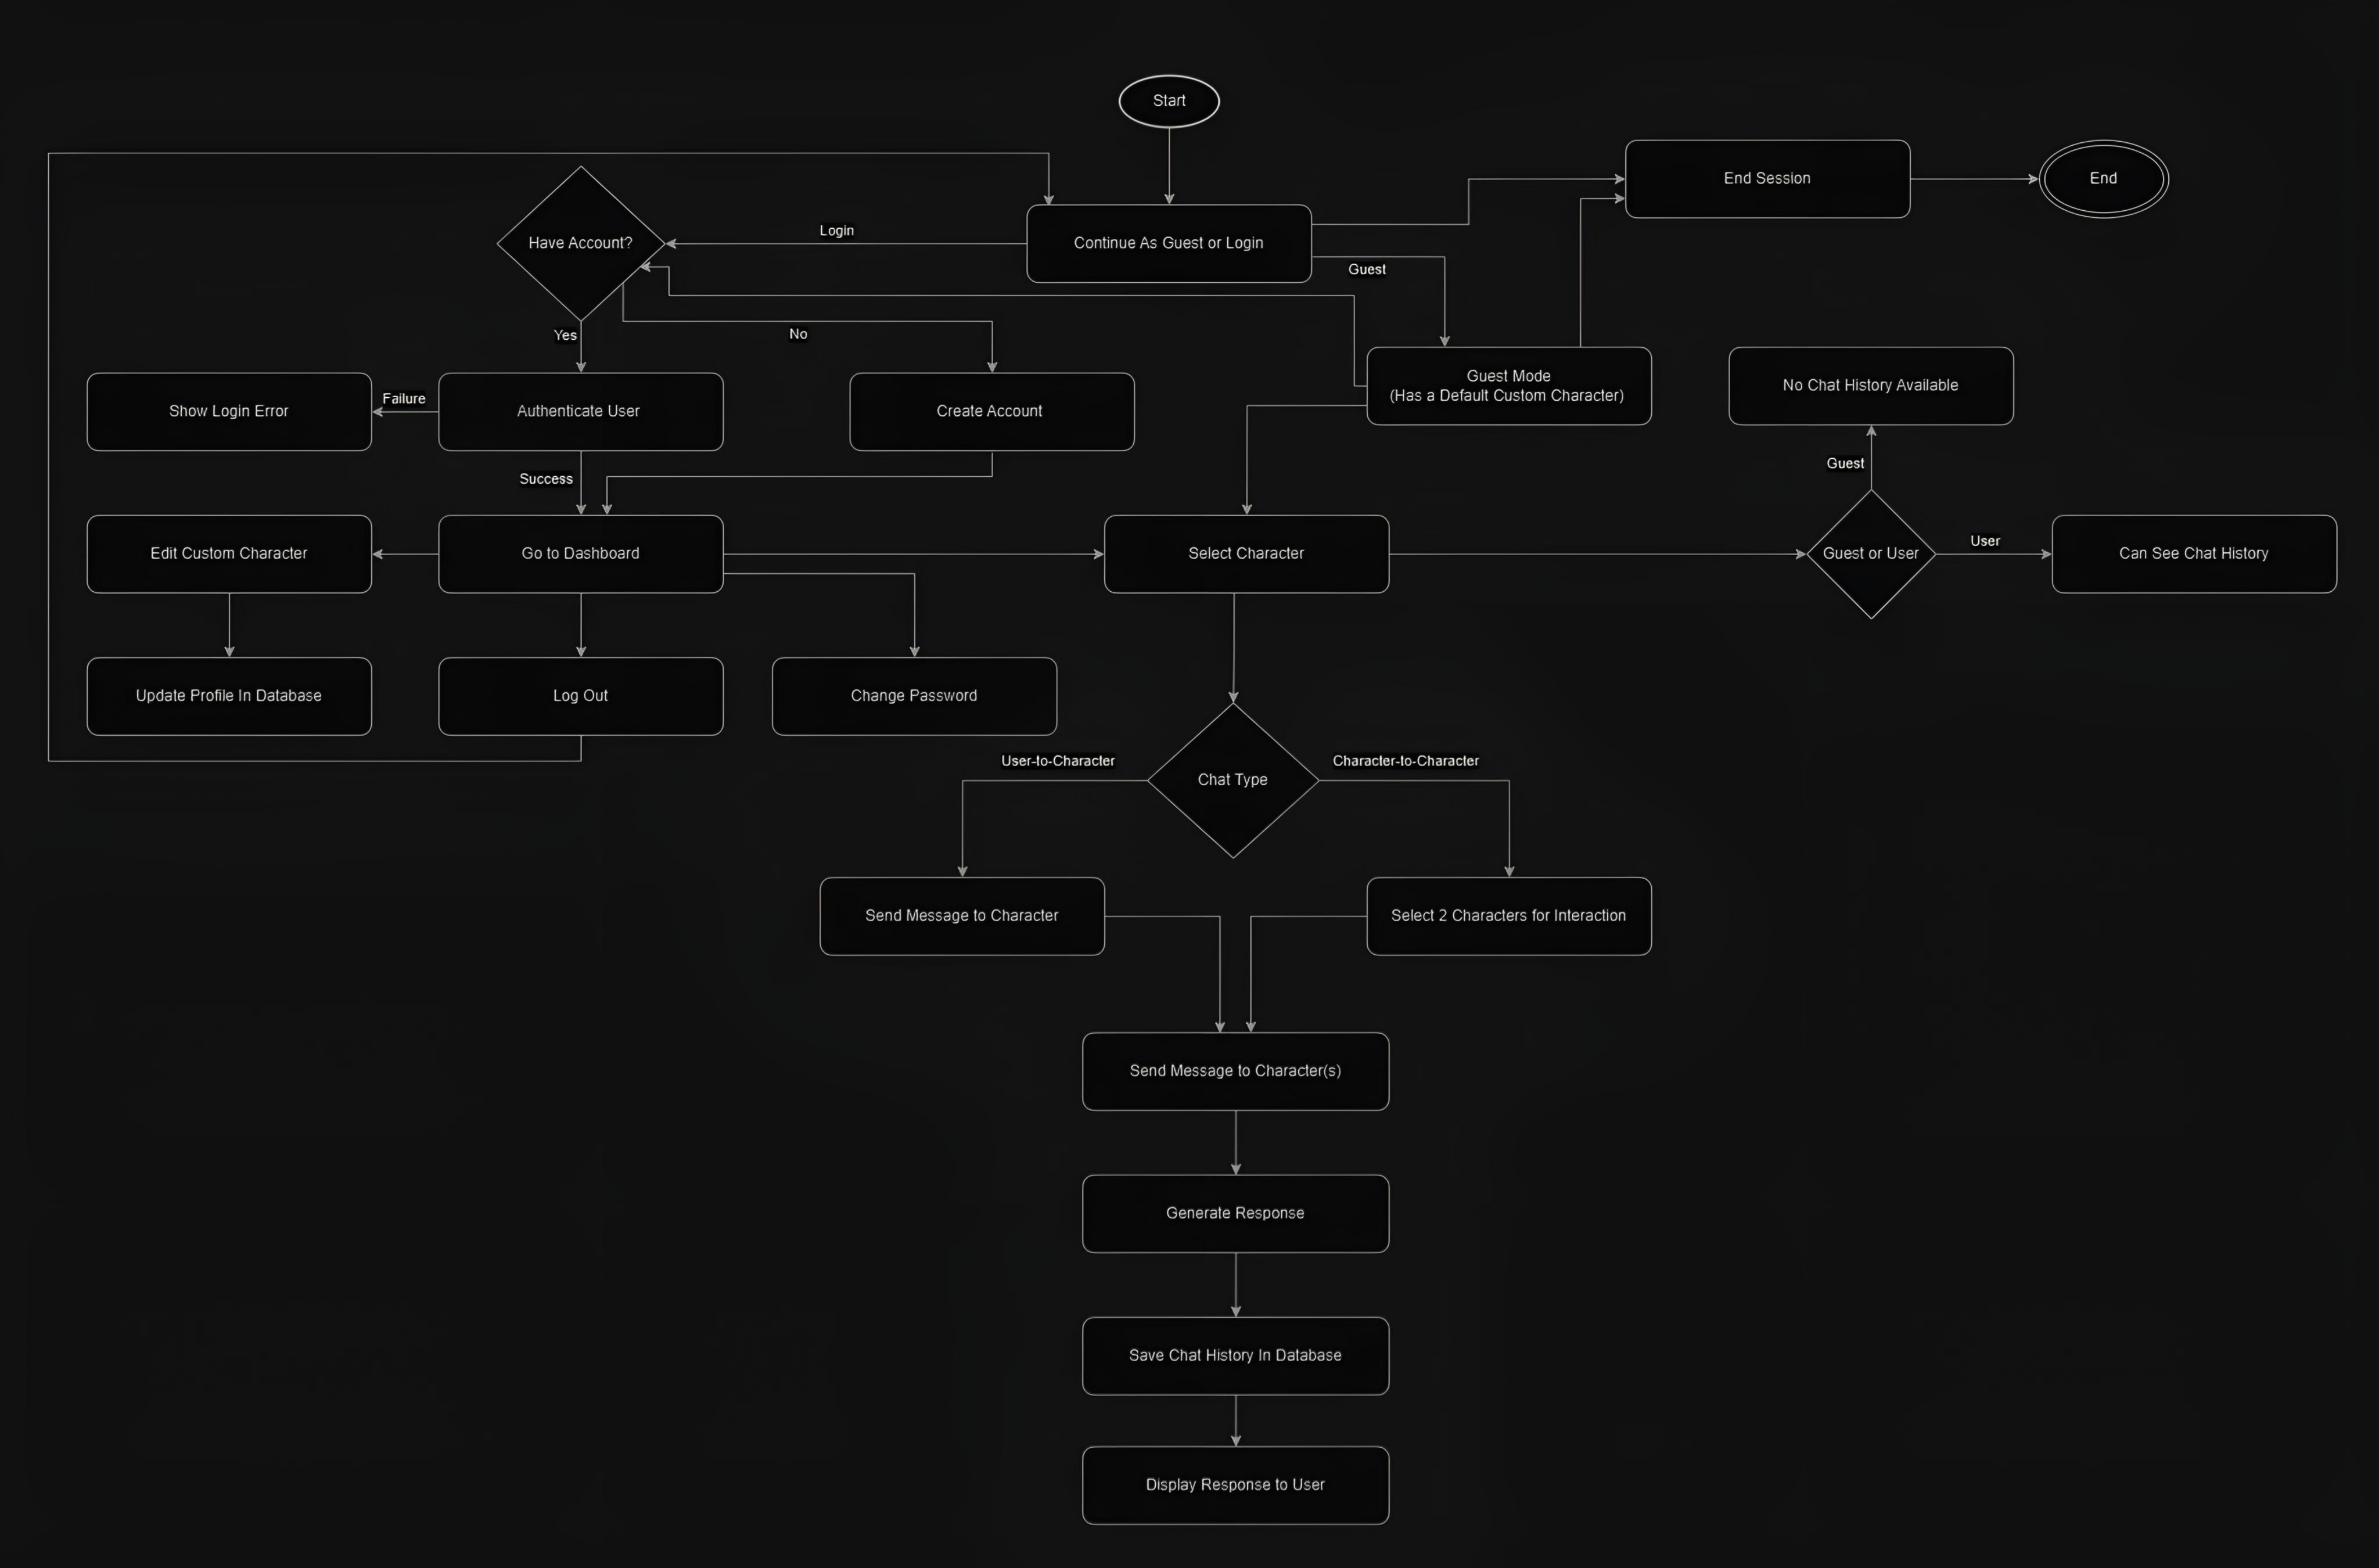 Start
End Session
End
Have Account?
Login
Continue As Guest or Login
Guest
Yes
No
Guest Mode
(Has a Default Custom Character)
No Chat History Available
Show Login Error
Failure
Authenticate User
Create Account
Guest
Success
Edit Custom Character
Go to Dashboard
Select Character
Guest or User
User
Can See Chat History
Update Profile In Database
Log Out
Change Password
User-to-Character
Chat Type
Character-to-Character
Send Message to Character
Select 2 Characters for Interaction
Send Message to Character(s)
Generate Response
Save Chat History In Database
Display Response to User